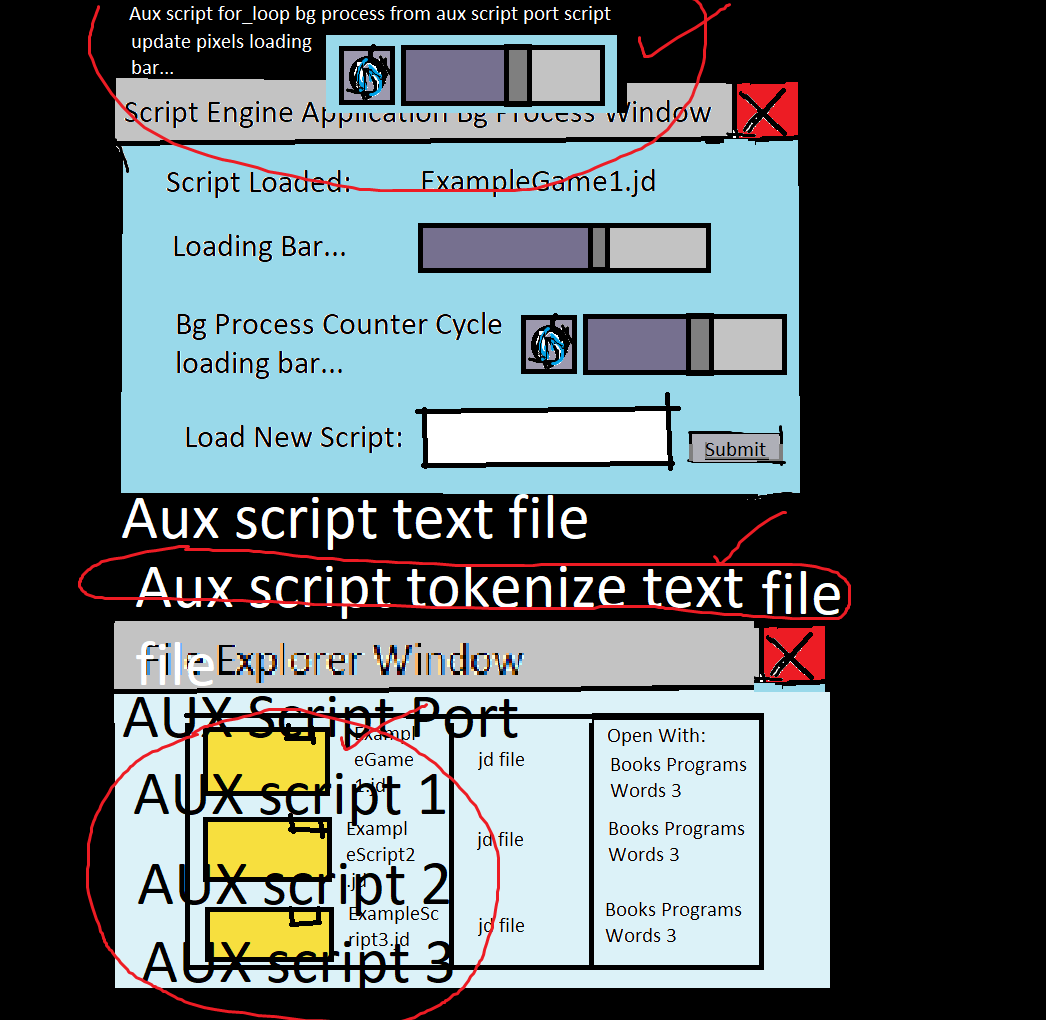 Aux script for_loop bg process from aux script port script
update pixels loading
bar...
Script Engine Application Bg Process Window
Script Loaded: ExampleGame1.jd
Loading Bar...
Bg Process Counter Cycle
loading bar...
Load New Script:
Submit
Aux script text file
Aux script tokenize text file
file
File Explorer Window
AUX Script Port
AUX script 1
AUX script 2
AUX script 3
Exampl
eGame
1.jd
jd file
Exampl
eScript2
.jd
jd file
ExampleSc
ript3.jd
jd file
Open With:
Books Programs
Words 3
Books Programs
Words 3
Books Programs
Words 3